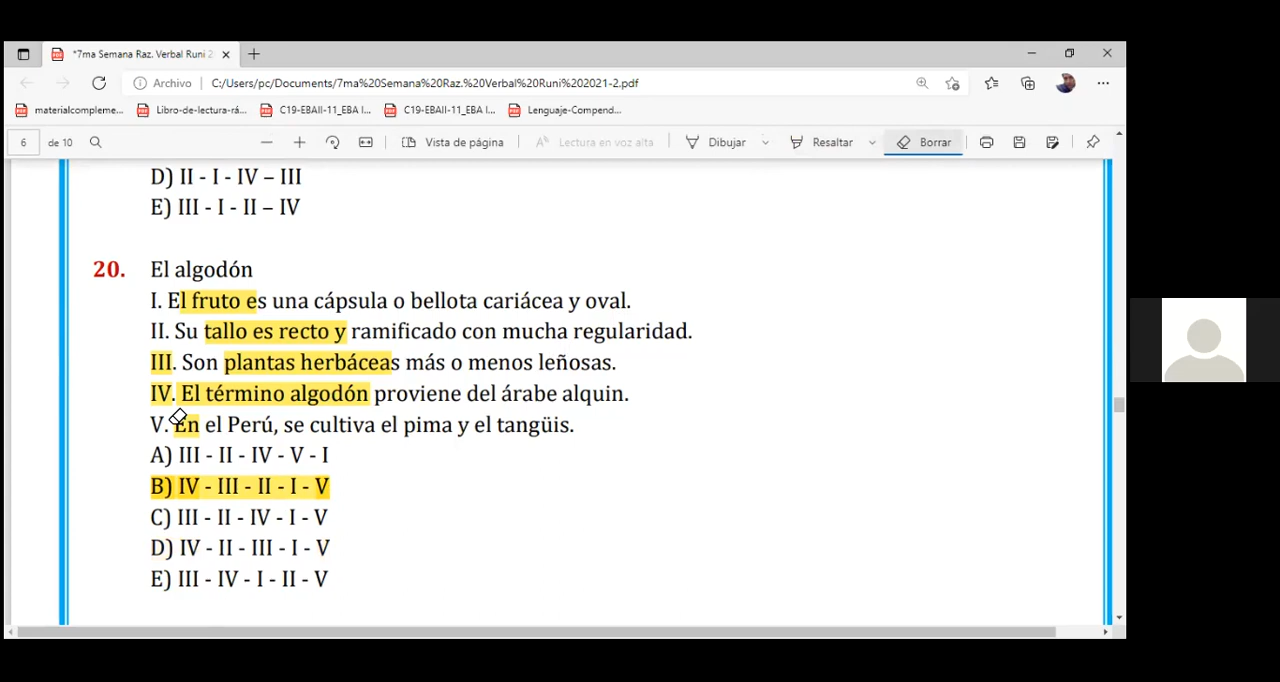 *7ma Semana Raz. Verbal Runi 2
Archivo C:/Users/pc/Documents/7ma%20Semana%20Raz.%20Verbal%20Runi%202021-2.pdf
materialcompleme... Libro-de-lectura-rá... C19-EBAII-11_EBA I... C19-EBAII-11_EBA I... Lenguaje-Compend...
6 de 10 Vista de página Lectura en voz alta Dibujar Resaltar Borrar
D) II - I - IV – III
E) III - I - II – IV
20. El algodón
I. El fruto es una cápsula o bellota cariácea y oval.
II. Su tallo es recto y ramificado con mucha regularidad.
III. Son plantas herbáceas más o menos leñosas.
IV. El término algodón proviene del árabe alquin.
V. En el Perú, se cultiva el pima y el tangüis.
A) III - II - IV - V - I
B) IV - III - II - I - V
C) III - II - IV - I - V
D) IV - II - III - I - V
E) III - IV - I - II - V